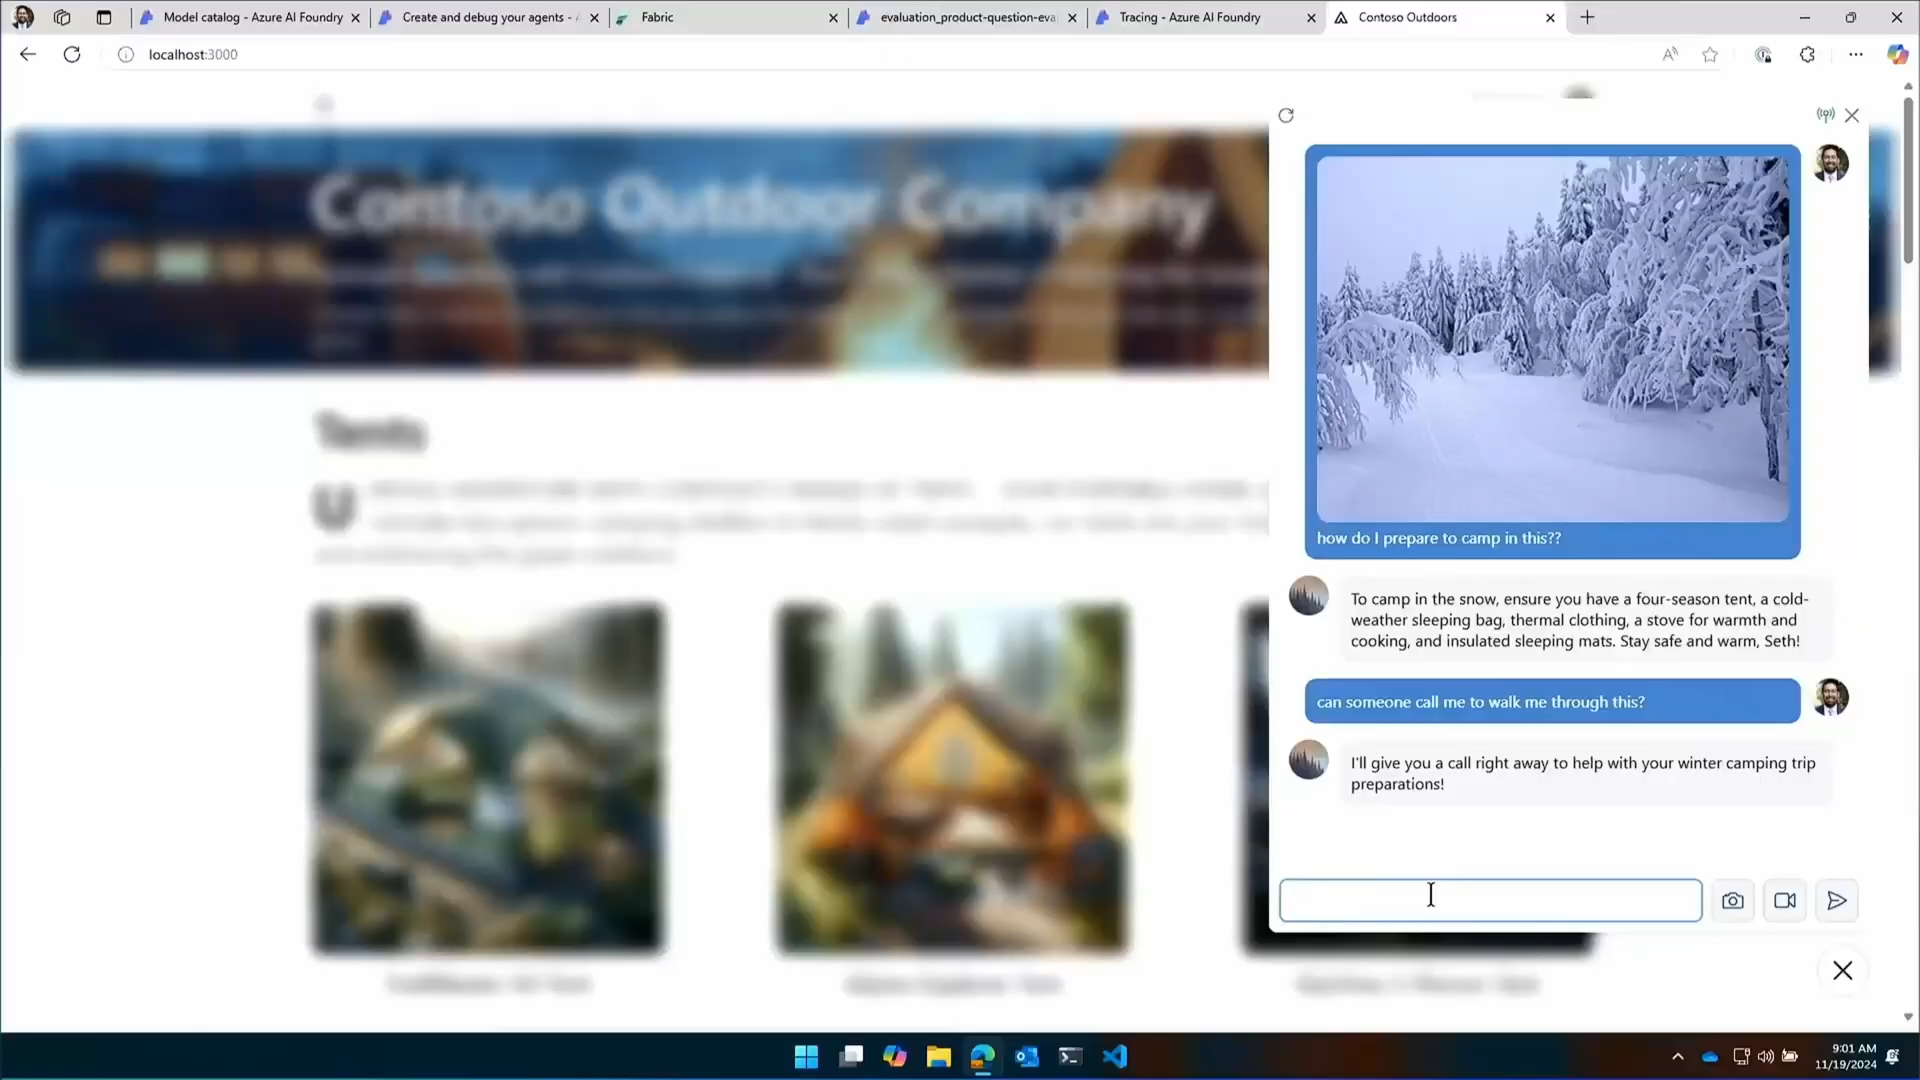 Model catalog - Azure AI Foundry
Create and debug your agents -
Fabric
evaluation_product-question-eva
Tracing - Azure AI Foundry
Contoso Outdoors
localhost:3000
Contoso Outdoor Company
Tents
how do I prepare to camp in this??
To camp in the snow, ensure you have a four-season tent, a cold-
weather sleeping bag, thermal clothing, a stove for warmth and
cooking, and insulated sleeping mats. Stay safe and warm, Seth!
can someone call me to walk me through this?
I'll give you a call right away to help with your winter camping trip
preparations!
9:01 AM
11/19/2024